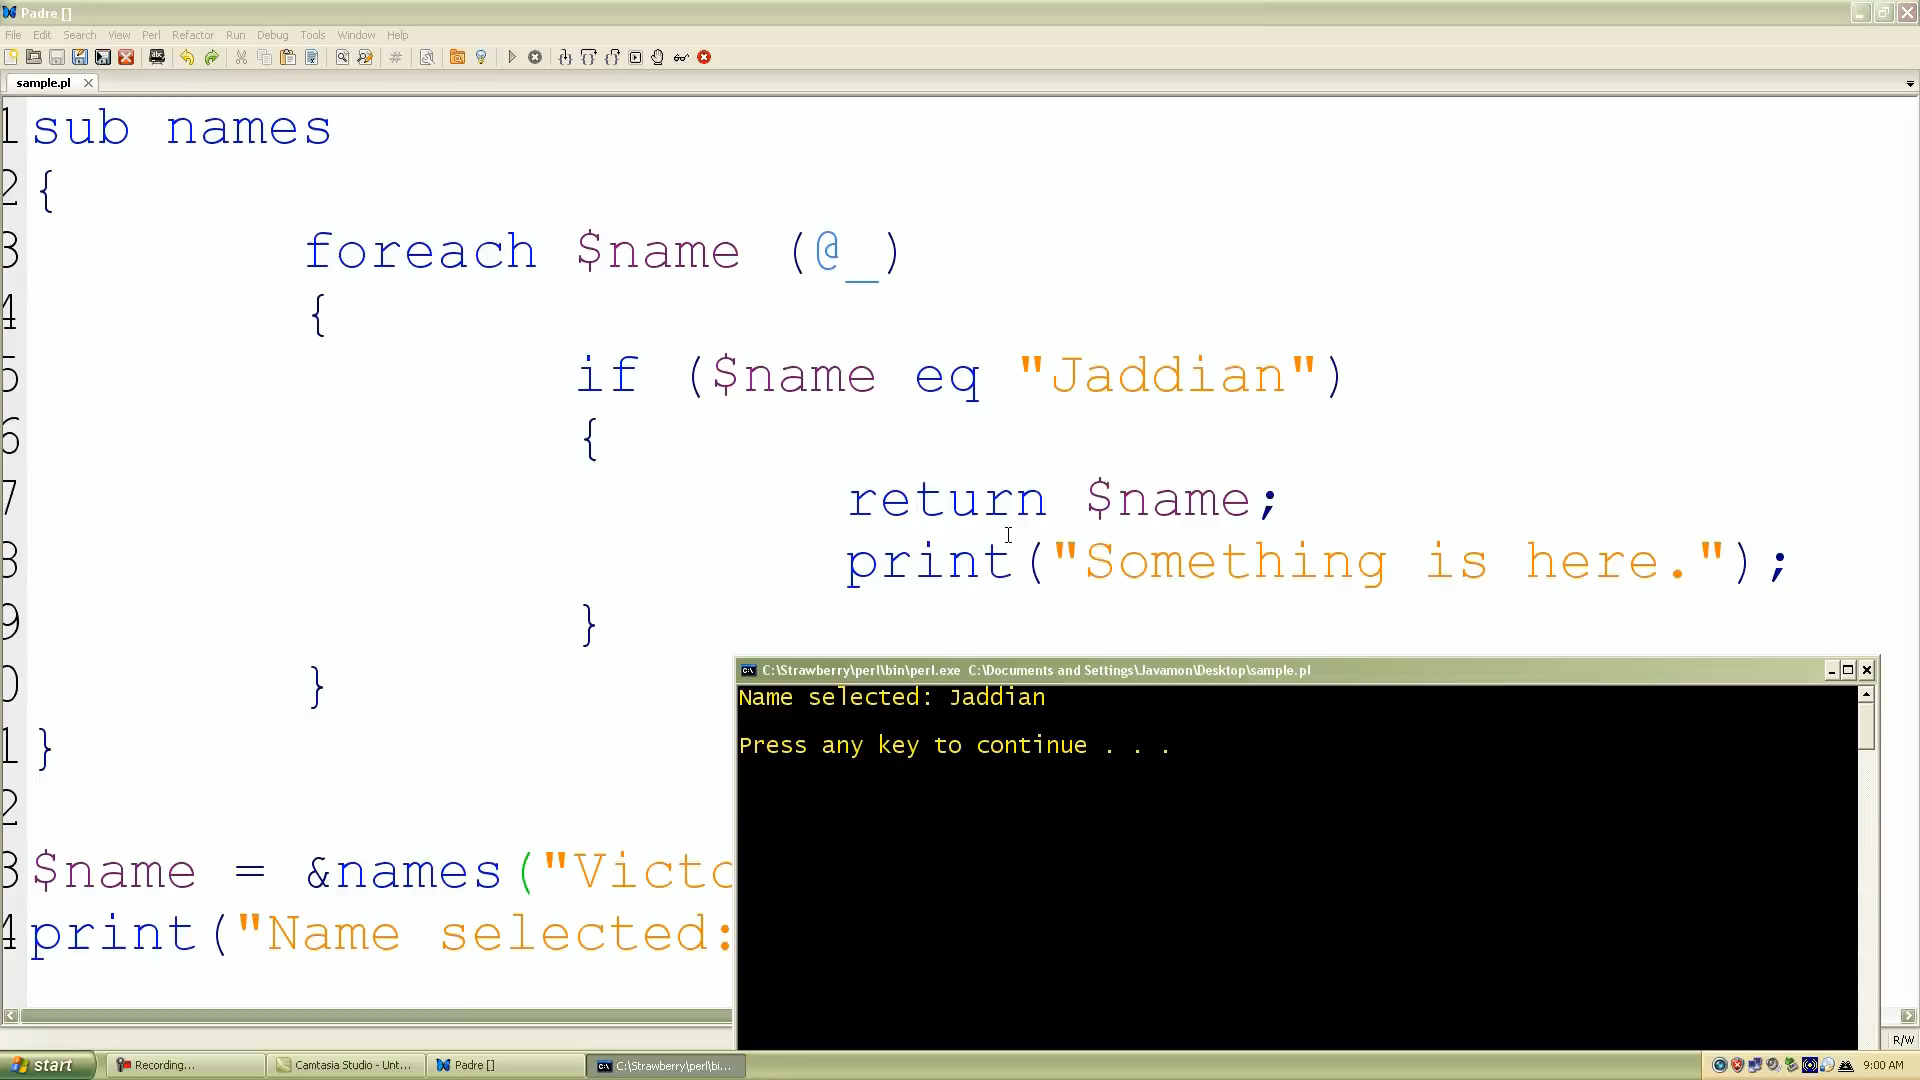 Padre []
File Edit Search View Perl Refactor Run Debug Tools Window Help
sample.pl
1 sub names
2 {
3 foreach $name (@_)
4 {
5 if ($name eq "Jaddian")
6 {
7 return $name;
8 print("Something is here.");
9 }
0 }
1 }
2
3 $name = &names("Victo
4 print("Name selected:
C:\Strawberry\perl\bin\perl.exe C:\Documents and Settings\Javamon\Desktop\sample.pl
Name selected: Jaddian
Press any key to continue . . .
R/W
start Recording... Camtasia Studio - Unt... Padre [] C:\Strawberry\perl\bi... 9:00 AM